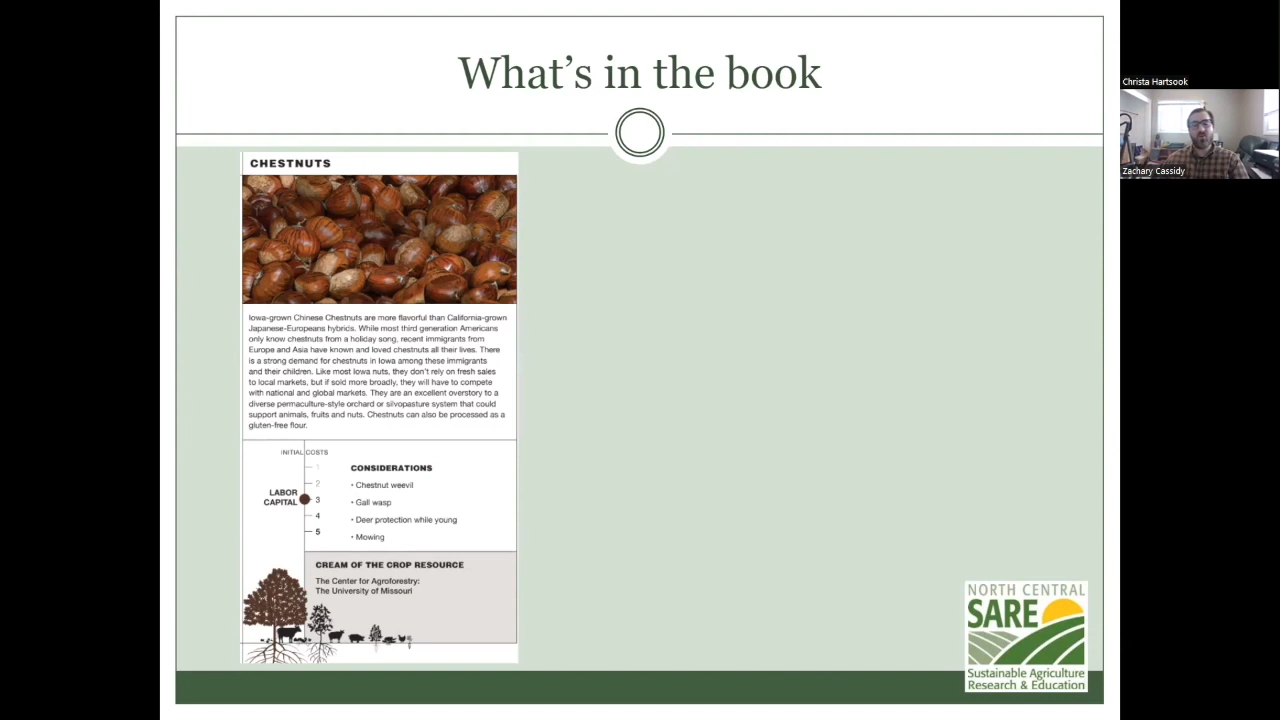 What's in the book
Christa Hartsook
Zachary Cassidy
CHESTNUTS
Iowa-grown Chinese Chestnuts are more flavorful than California-grown
Japanese-Europeans hybrids. While most third generation Americans
only know chestnuts from a holiday song, recent immigrants from
Europe and Asia have known and loved chestnuts all their lives. There
is a strong demand for chestnuts in Iowa among these immigrants
and their children. Like most Iowa nuts, they don't rely on fresh sales
to local markets, but if sold more broadly, they will have to compete
with national and global markets. They are an excellent overstory to a
diverse permaculture-style orchard or silvopasture system that could
support animals, fruits and nuts. Chestnuts can also be processed as a
gluten-free flour.
INITIAL COSTS
1
2
3
4
5
LABOR
CAPITAL
CONSIDERATIONS
• Chestnut weevil
• Gall wasp
• Deer protection while young
• Mowing
CREAM OF THE CROP RESOURCE
The Center for Agroforestry:
The University of Missouri
NORTH CENTRAL
SARE
Sustainable Agriculture
Research & Education